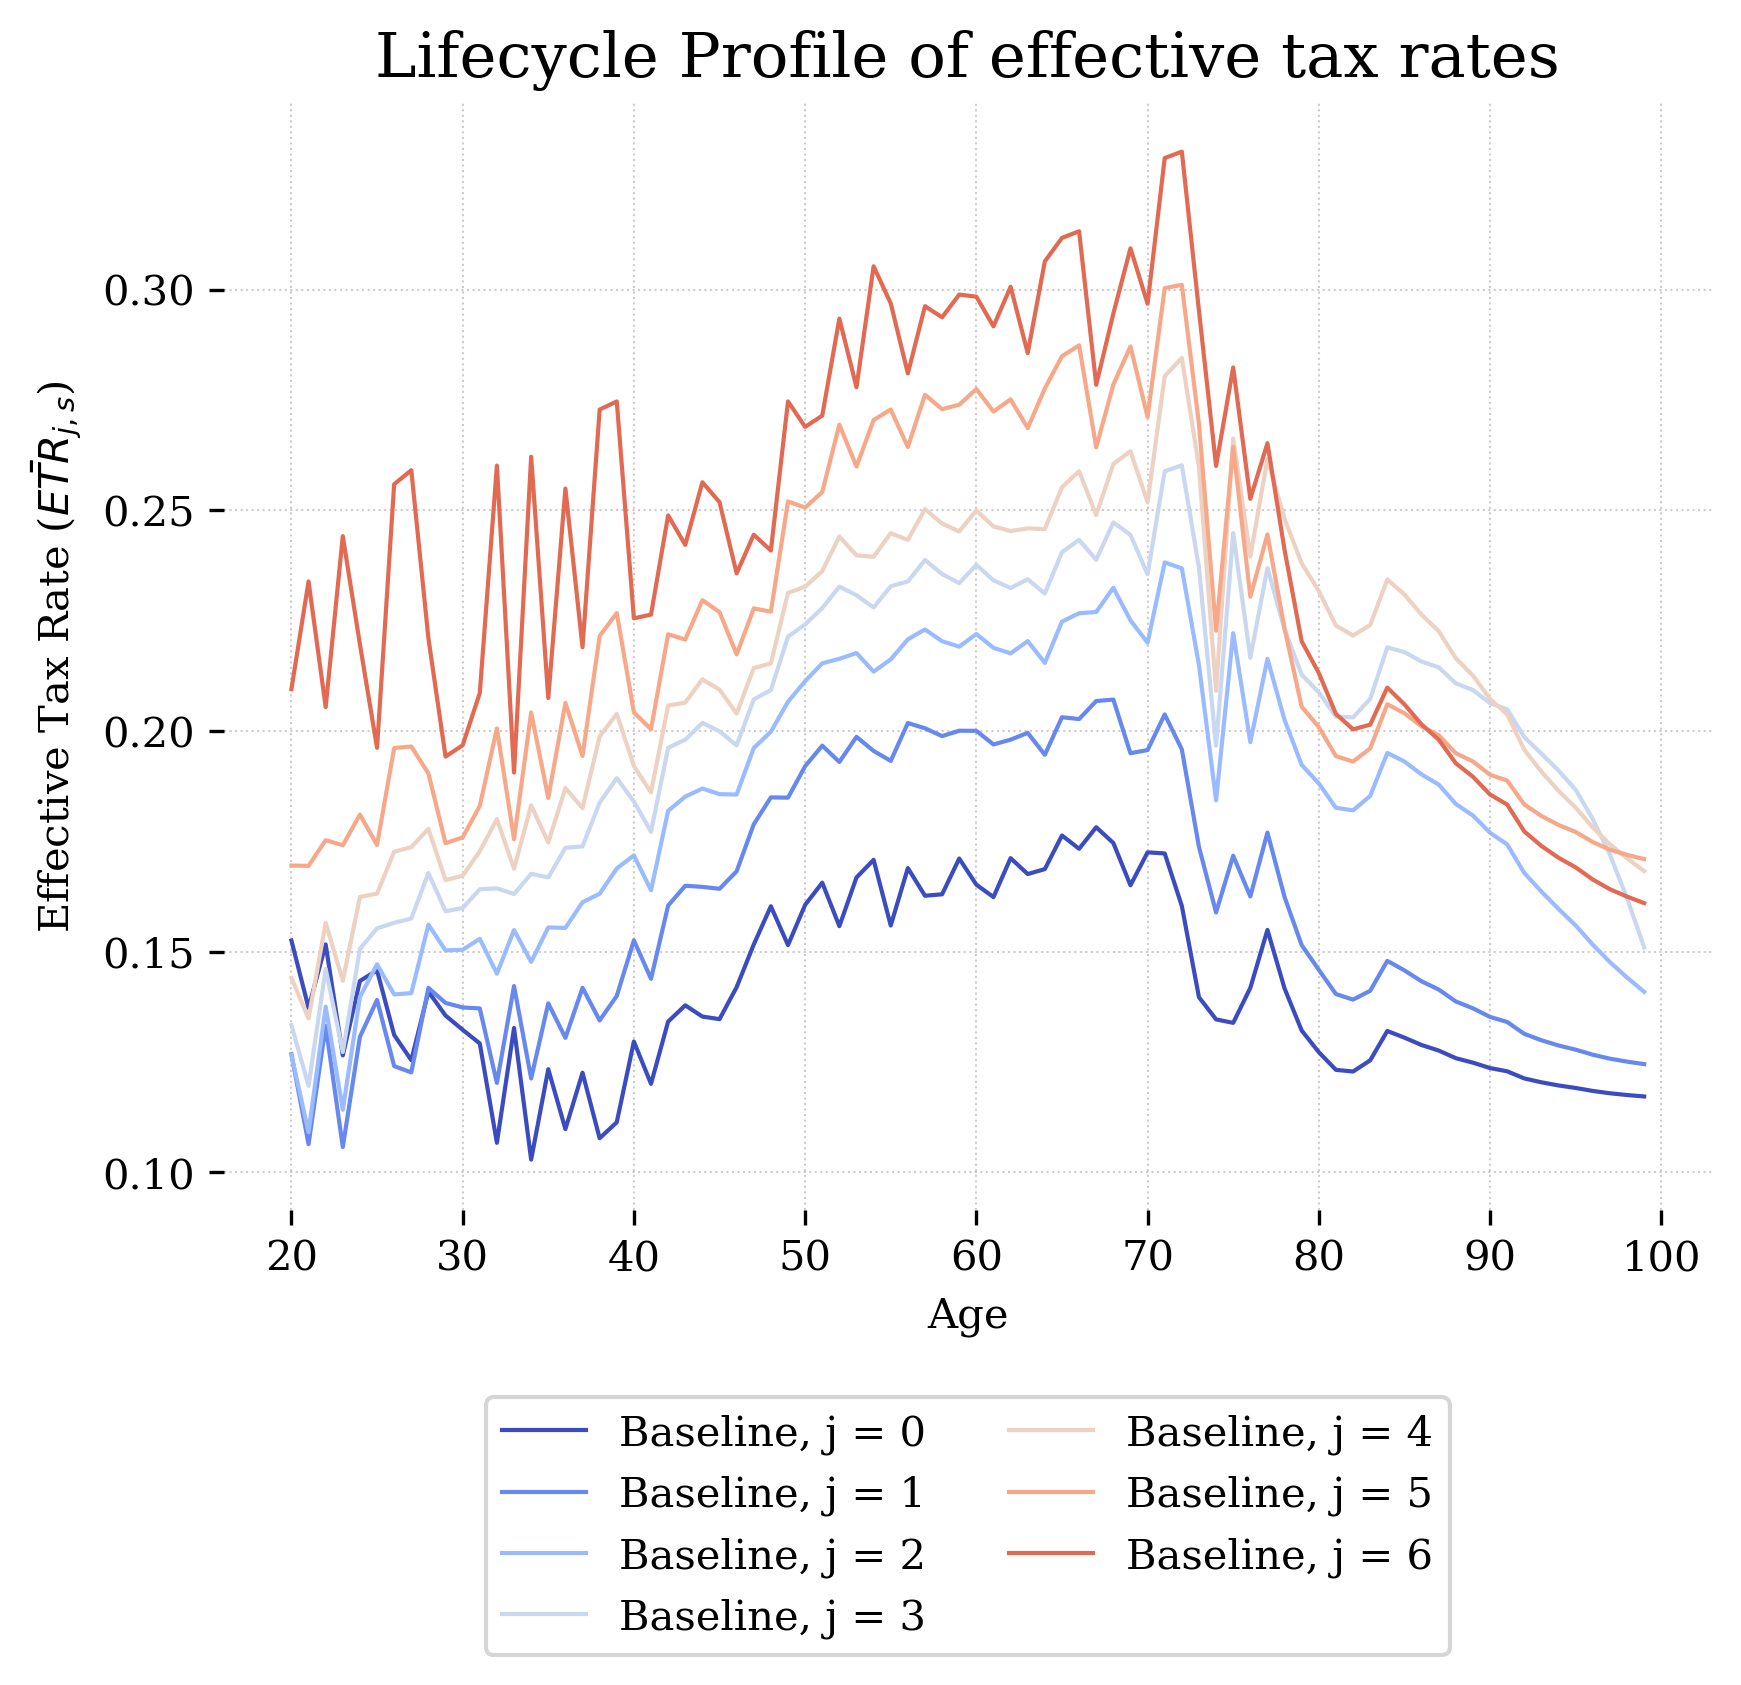 Lifecycle Profile of effective tax rates
Effective Tax Rate (ET̄R_{j,s})
0.30
0.25
0.20
0.15
0.10
20 30 40 50 60 70 80 90 100
Age
Baseline, j = 0
Baseline, j = 1
Baseline, j = 2
Baseline, j = 3
Baseline, j = 4
Baseline, j = 5
Baseline, j = 6